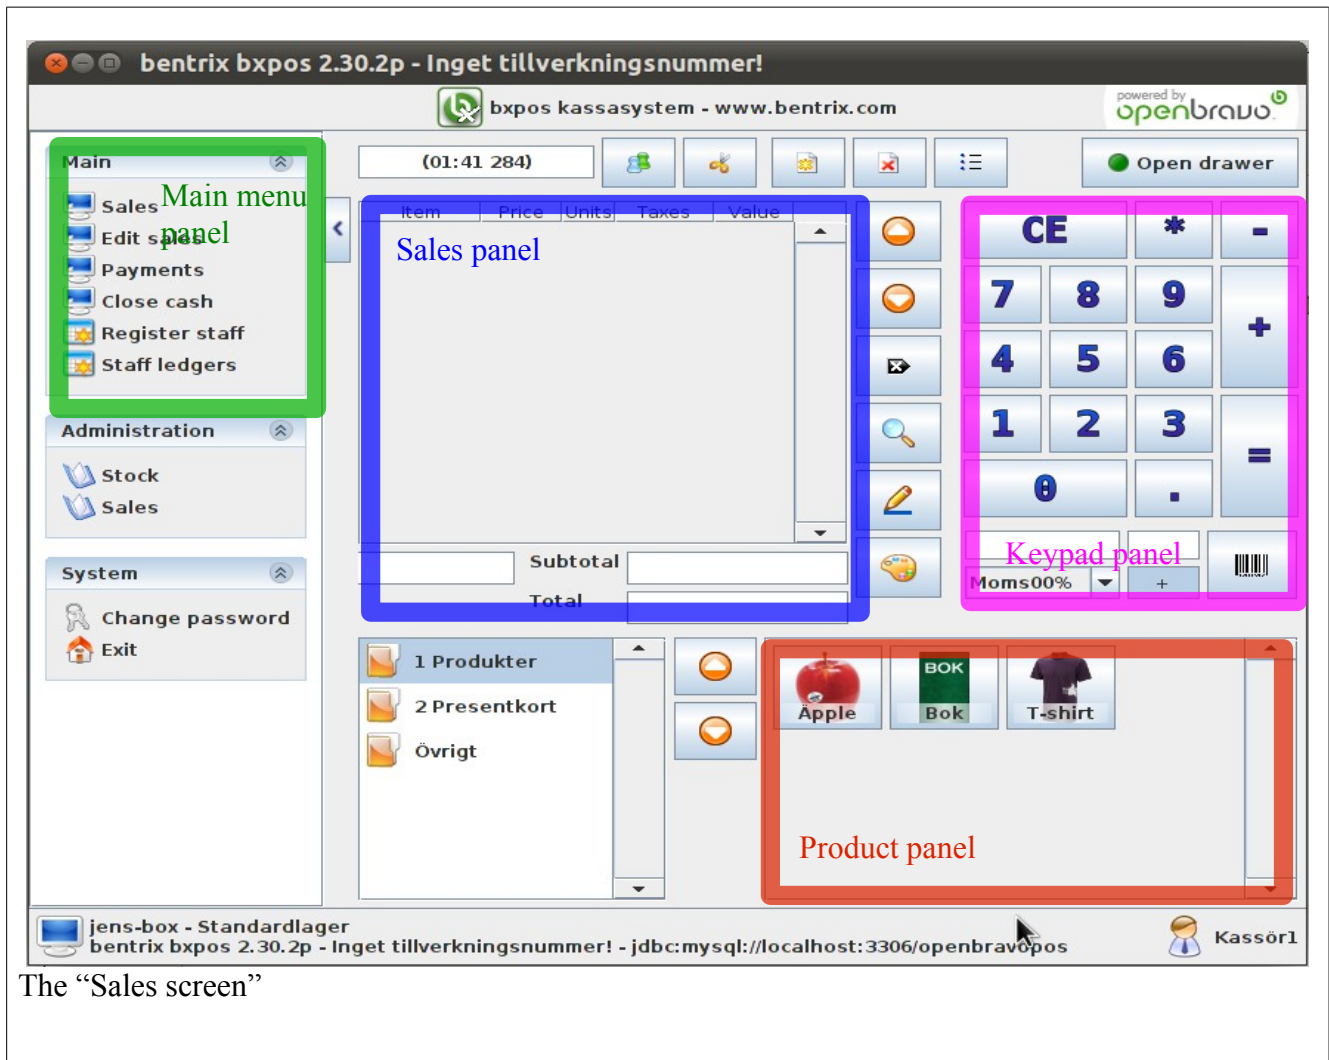 bentrix bxpos 2.30.2p - Inget tillverkningsnummer!
bxpos kassasystem - www.bentrix.com
powered by
openbravo
Main
Sales
Edit sales
Payments
Close cash
Register staff
Staff ledgers
Main menu
panel
Administration
Stock
Sales
System
Change password
Exit
(01:41 284)
Open drawer
Item Price Units Taxes Value
Sales panel
Subtotal
Total
CE * -
7 8 9
+
4 5 6
1 2 3
=
0 .
Keypad panel
Moms00% +
1 Produkter
2 Presentkort
Övrigt
BOK
Äpple Bok T-shirt
Product panel
jens-box - Standardlager
bentrix bxpos 2.30.2p - Inget tillverkningsnummer! - jdbc:mysql://localhost:3306/openbravopos
Kassör1
The “Sales screen”